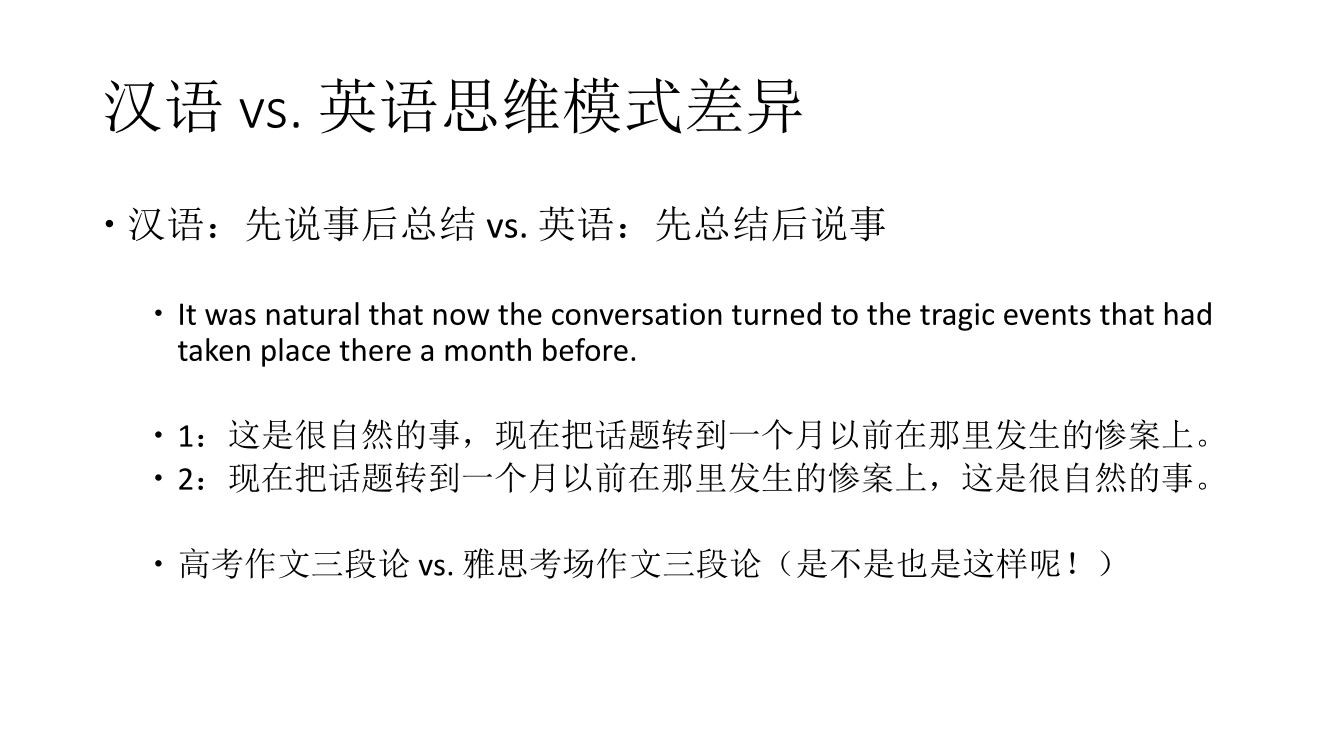 汉语 vs. 英语思维模式差异
• 汉语：先说事后总结 vs. 英语：先总结后说事
• It was natural that now the conversation turned to the tragic events that had
taken place there a month before.
• 1：这是很自然的事，现在把话题转到一个月以前在那里发生的惨案上。
• 2：现在把话题转到一个月以前在那里发生的惨案上，这是很自然的事。
• 高考作文三段论 vs. 雅思考场作文三段论（是不是也是这样呢！）